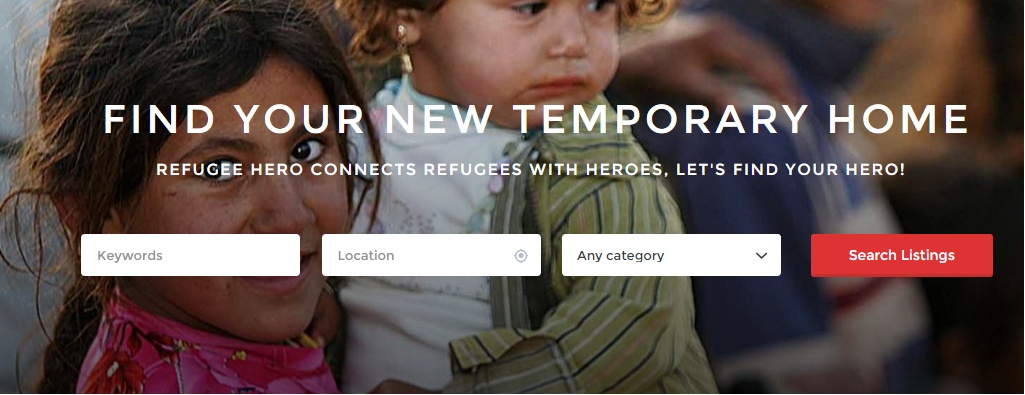 FIND YOUR NEW TEMPORARY HOME
REFUGEE HERO CONNECTS REFUGEES WITH HEROES, LET'S FIND YOUR HERO!
Keywords Location Any category Search Listings